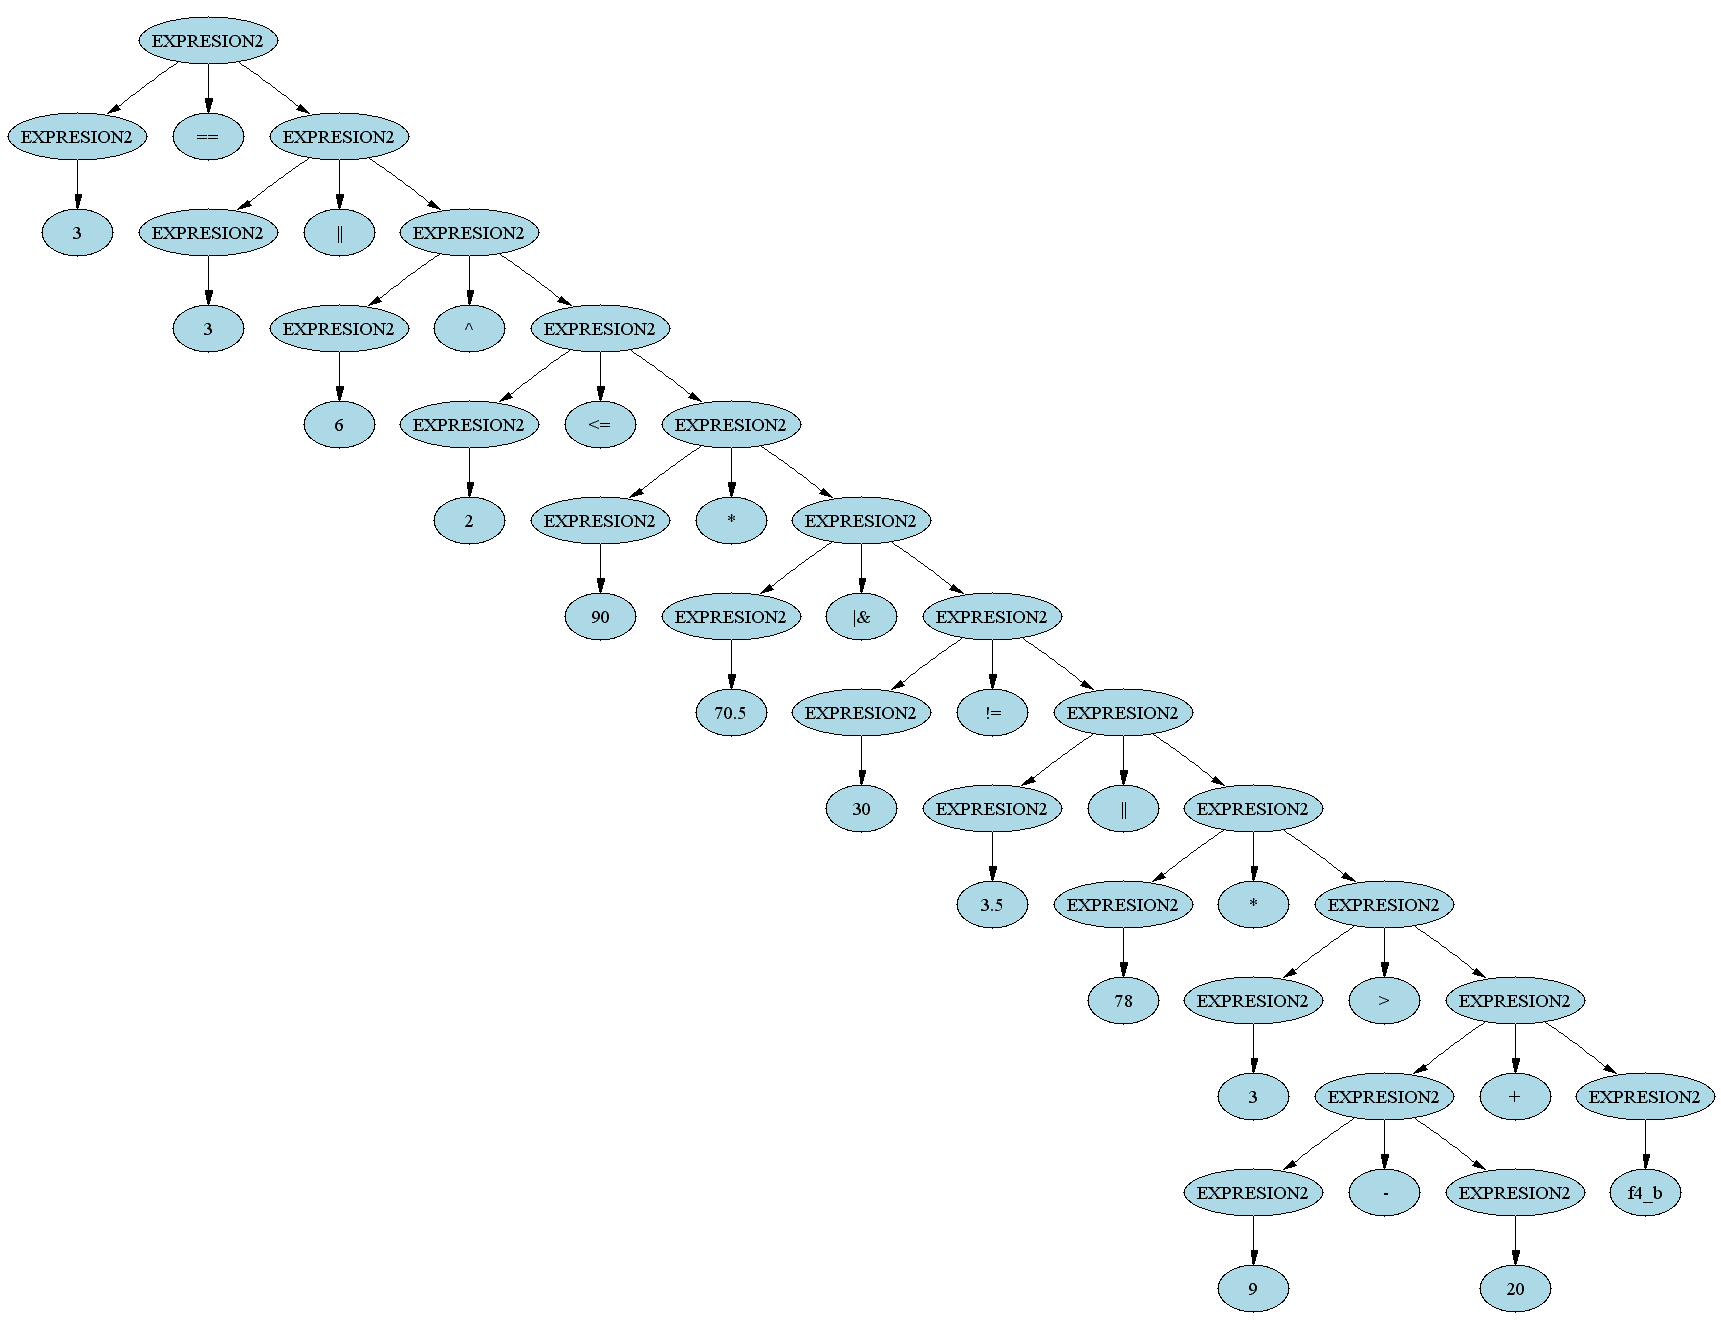 EXPRESION2
EXPRESION2 == EXPRESION2
3 EXPRESION2 || EXPRESION2
3 EXPRESION2 ^ EXPRESION2
6 EXPRESION2 <= EXPRESION2
2 EXPRESION2 * EXPRESION2
90 EXPRESION2 |& EXPRESION2
70.5 EXPRESION2 != EXPRESION2
30 EXPRESION2 || EXPRESION2
3.5 EXPRESION2 * EXPRESION2
78 EXPRESION2 > EXPRESION2
3 EXPRESION2 + EXPRESION2
EXPRESION2 - EXPRESION2 f4_b
9 20